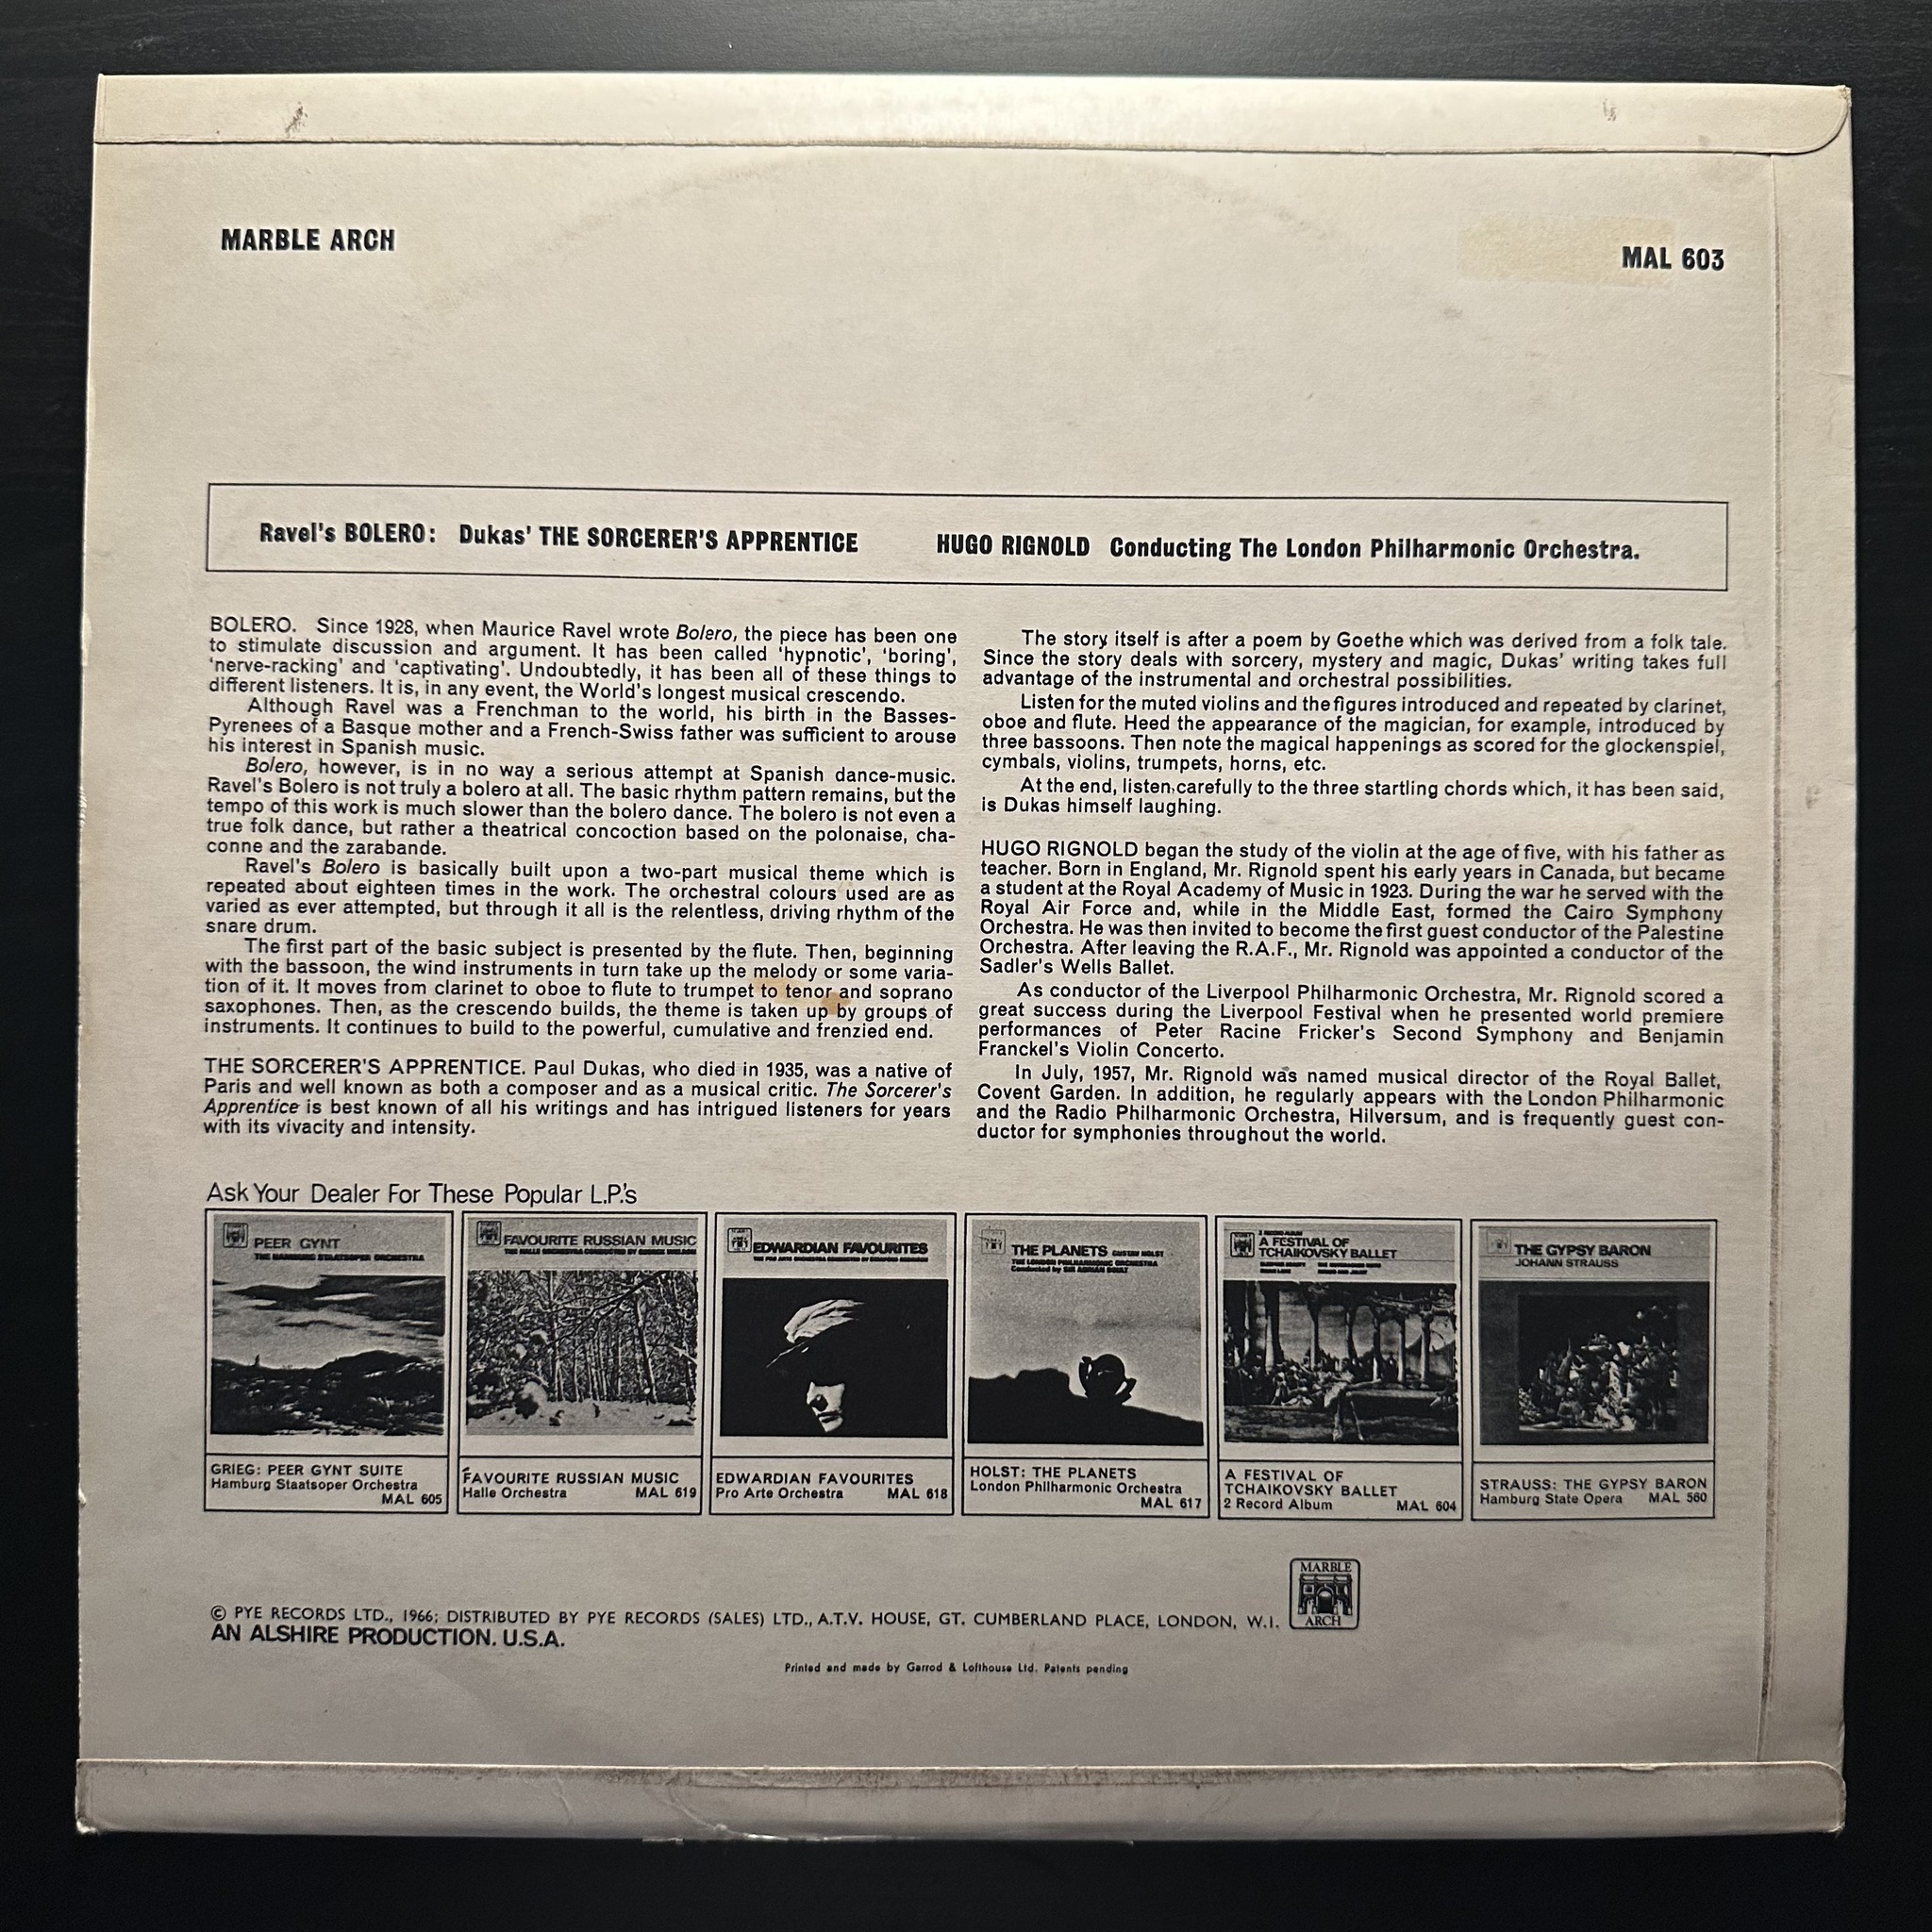 MARBLE ARCH
MAL 603
Ravel's BOLERO: Dukas' THE SORCERER'S APPRENTICE HUGO RIGNOLD Conducting The London Philharmonic Orchestra.
BOLERO. Since 1928, when Maurice Ravel wrote Bolero, the piece has been one
to stimulate discussion and argument. It has been called ‘hypnotic’, ‘boring’,
‘nerve-racking’ and ‘captivating’. Undoubtedly, it has been all of these things to
different listeners. It is, in any event, the World's longest musical crescendo.
Although Ravel was a Frenchman to the world, his birth in the Basses-
Pyrenees of a Basque mother and a French-Swiss father was sufficient to arouse
his interest in Spanish music.
Bolero, however, is in no way a serious attempt at Spanish dance-music.
Ravel's Bolero is not truly a bolero at all. The basic rhythm pattern remains, but the
tempo of this work is much slower than the bolero dance. The bolero is not even a
true folk dance, but rather a theatrical concoction based on the polonaise, cha-
conne and the zarabande.
Ravel's Bolero is basically built upon a two-part musical theme which is
repeated about eighteen times in the work. The orchestral colours used are as
varied as ever attempted, but through it all is the relentless, driving rhythm of the
snare drum.
The first part of the basic subject is presented by the flute. Then, beginning
with the bassoon, the wind instruments in turn take up the melody or some varia-
tion of it. It moves from clarinet to oboe to flute to trumpet to tenor and soprano
saxophones. Then, as the crescendo builds, the theme is taken up by groups of
instruments. It continues to build to the powerful, cumulative and frenzied end.
THE SORCERER'S APPRENTICE. Paul Dukas, who died in 1935, was a native of
Paris and well known as both a composer and as a musical critic. The Sorcerer's
Apprentice is best known of all his writings and has intrigued listeners for years
with its vivacity and intensity.
The story itself is after a poem by Goethe which was derived from a folk tale.
Since the story deals with sorcery, mystery and magic, Dukas' writing takes full
advantage of the instrumental and orchestral possibilities.
Listen for the muted violins and the figures introduced and repeated by clarinet,
oboe and flute. Heed the appearance of the magician, for example, introduced by
three bassoons. Then note the magical happenings as scored for the glockenspiel,
cymbals, violins, trumpets, horns, etc.
At the end, listen carefully to the three startling chords which, it has been said,
is Dukas himself laughing.
HUGO RIGNOLD began the study of the violin at the age of five, with his father as
teacher. Born in England, Mr. Rignold spent his early years in Canada, but became
a student at the Royal Academy of Music in 1923. During the war he served with the
Royal Air Force and, while in the Middle East, formed the Cairo Symphony
Orchestra. He was then invited to become the first guest conductor of the Palestine
Orchestra. After leaving the R.A.F., Mr. Rignold was appointed a conductor of the
Sadler's Wells Ballet.
As conductor of the Liverpool Philharmonic Orchestra, Mr. Rignold scored a
great success during the Liverpool Festival when he presented world premiere
performances of Peter Racine Fricker's Second Symphony and Benjamin
Franckel's Violin Concerto.
In July, 1957, Mr. Rignold was named musical director of the Royal Ballet,
Covent Garden. In addition, he regularly appears with the London Philharmonic
and the Radio Philharmonic Orchestra, Hilversum, and is frequently guest con-
ductor for symphonies throughout the world.
Ask Your Dealer For These Popular L.P.'s
PEER GYNT
THE HAMBURG STAATSOPER ORCHESTRA
GRIEG: PEER GYNT SUITE
Hamburg Staatsoper Orchestra
MAL 605
FAVOURITE RUSSIAN MUSIC
THE HALLE ORCHESTRA CONDUCTED BY GEORGE WELDON
FAVOURITE RUSSIAN MUSIC
Halle Orchestra MAL 619
EDWARDIAN FAVOURITES
THE PRO ARTE ORCHESTRA CONDUCTED BY
EDWARDIAN FAVOURITES
Pro Arte Orchestra MAL 618
THE PLANETS GUSTAV HOLST
THE LONDON PHILHARMONIC ORCHESTRA
Conducted by SIR ADRIAN BOULT
HOLST: THE PLANETS
London Philharmonic Orchestra
MAL 617
2 RECORD ALBUM
A FESTIVAL OF
TCHAIKOVSKY BALLET
A FESTIVAL OF
TCHAIKOVSKY BALLET
2 Record Album MAL 604
THE GYPSY BARON
JOHANN STRAUSS
STRAUSS: THE GYPSY BARON
Hamburg State Opera MAL 560
© PYE RECORDS LTD., 1966; DISTRIBUTED BY PYE RECORDS (SALES) LTD., A.T.V. HOUSE, GT. CUMBERLAND PLACE, LONDON, W.I.
MARBLE
ARCH
AN ALSHIRE PRODUCTION. U.S.A.
Printed and made by Garrod & Lofthouse Ltd. Patents pending